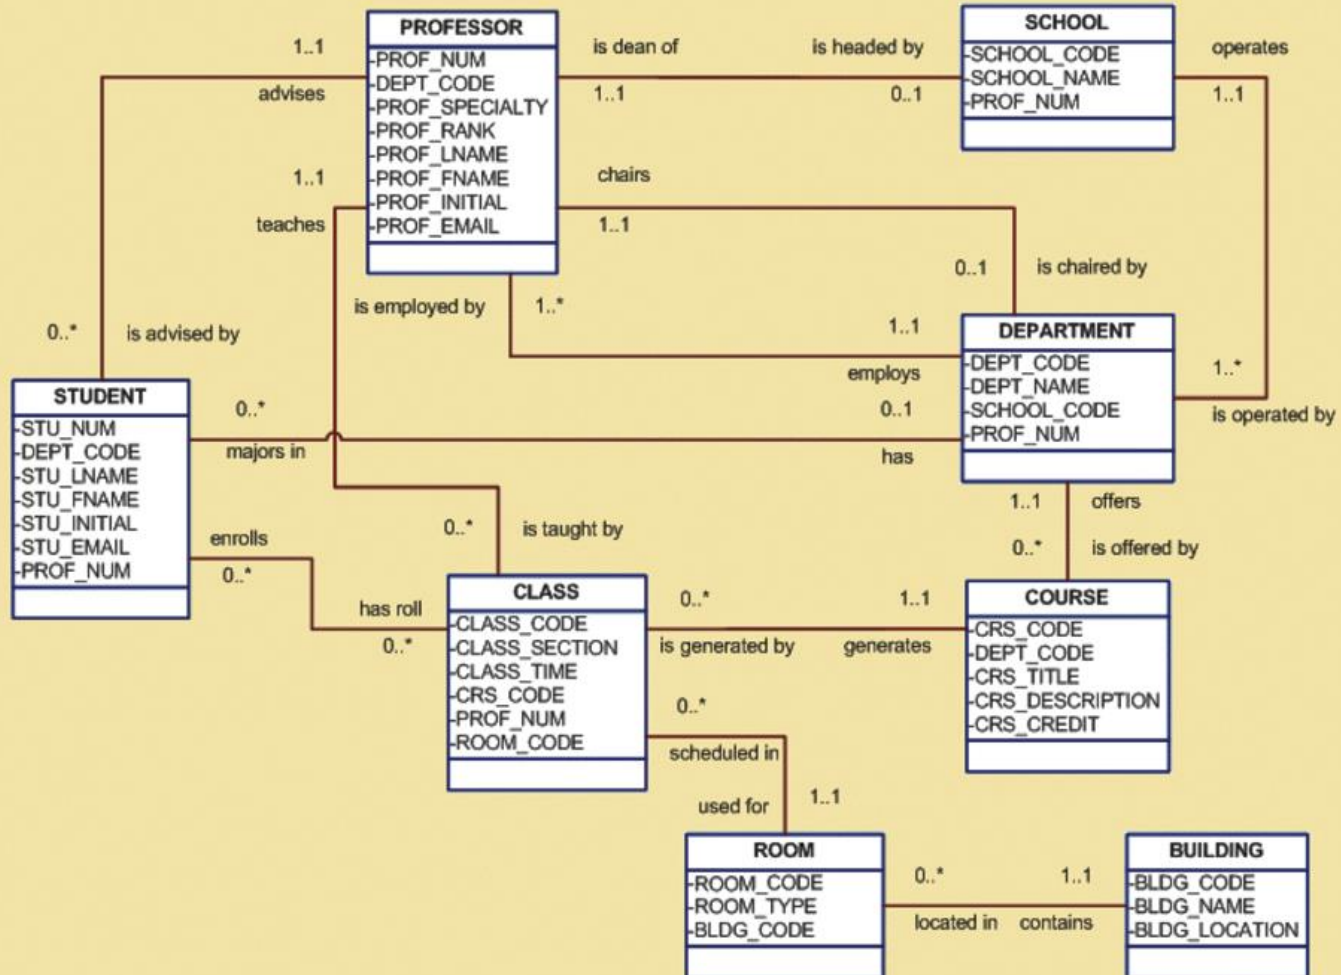 PROFESSOR
-PROF_NUM
-DEPT_CODE
-PROF_SPECIALTY
-PROF_RANK
-PROF_LNAME
-PROF_FNAME
-PROF_INITIAL
-PROF_EMAIL
SCHOOL
-SCHOOL_CODE
-SCHOOL_NAME
-PROF_NUM
1..1
advises
is dean of
is headed by
1..1
0..1
operates
1..1
1..1
teaches
chairs
1..1
is employed by
1..*
0..1
is chaired by
0..*
is advised by
1..1
employs
DEPARTMENT
-DEPT_CODE
-DEPT_NAME
-SCHOOL_CODE
-PROF_NUM
1..*
is operated by
STUDENT
-STU_NUM
-DEPT_CODE
-STU_LNAME
-STU_FNAME
-STU_INITIAL
-STU_EMAIL
-PROF_NUM
0..*
majors in
0..1
has
1..1
offers
0..*
is offered by
enrolls
0..*
0..*
is taught by
has roll
0..*
CLASS
-CLASS_CODE
-CLASS_SECTION
-CLASS_TIME
-CRS_CODE
-PROF_NUM
-ROOM_CODE
0..*
1..1
is generated by
generates
COURSE
-CRS_CODE
-DEPT_CODE
-CRS_TITLE
-CRS_DESCRIPTION
-CRS_CREDIT
0..*
scheduled in
used for
1..1
ROOM
-ROOM_CODE
-ROOM_TYPE
-BLDG_CODE
0..*
1..1
located in
contains
BUILDING
-BLDG_CODE
-BLDG_NAME
-BLDG_LOCATION